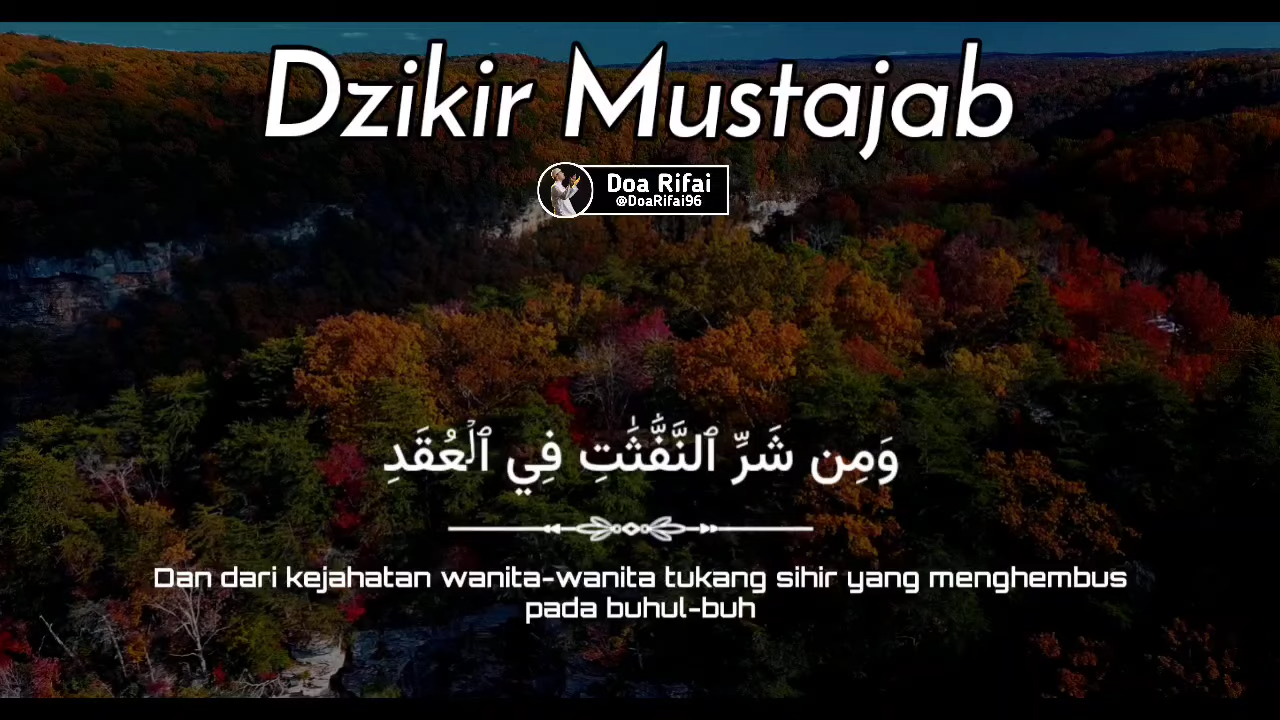 Dzikir Mustajab
Doa Rifai
@DoaRifai96
وَمِن شَرِّ ٱلنَّفَّٰثَٰتِ فِي ٱلْعُقَدِ
Dan dari kejahatan wanita-wanita tukang sihir yang menghembus
pada buhul-buh